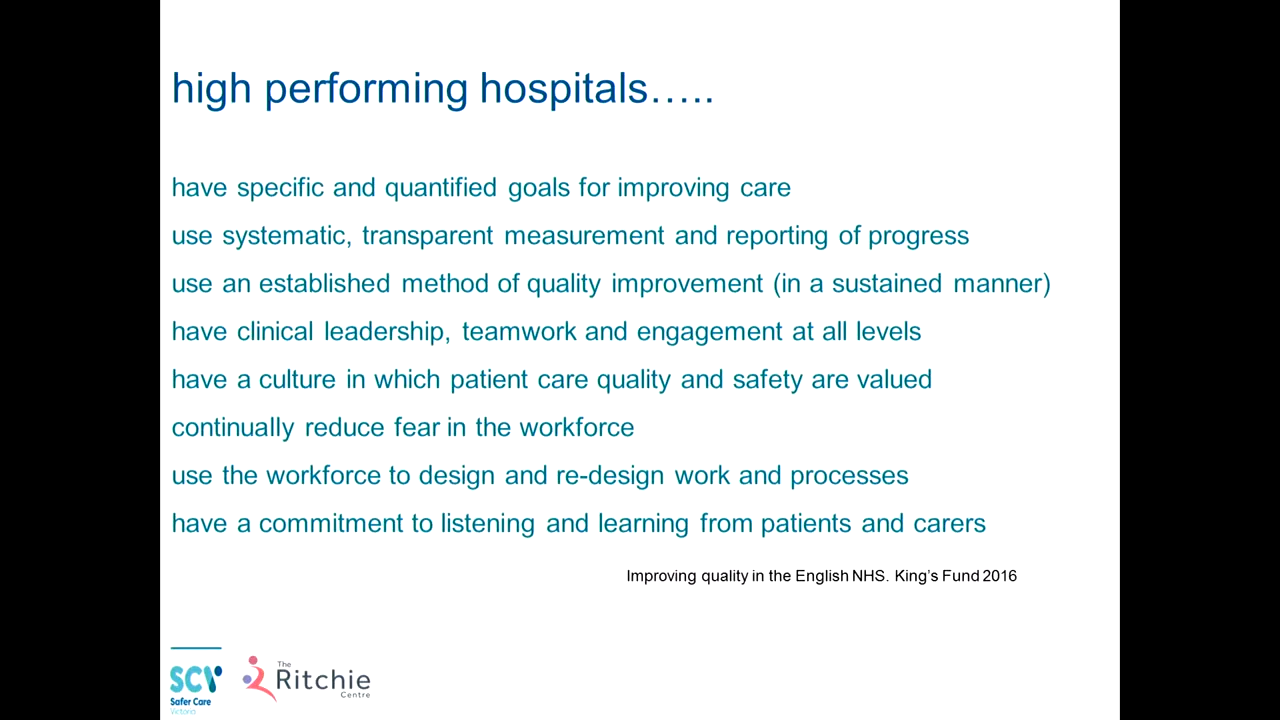 high performing hospitals…..
have specific and quantified goals for improving care
use systematic, transparent measurement and reporting of progress
use an established method of quality improvement (in a sustained manner)
have clinical leadership, teamwork and engagement at all levels
have a culture in which patient care quality and safety are valued
continually reduce fear in the workforce
use the workforce to design and re-design work and processes
have a commitment to listening and learning from patients and carers
Improving quality in the English NHS. King's Fund 2016
SCV
Safer Care
Victoria
The
Ritchie
Centre